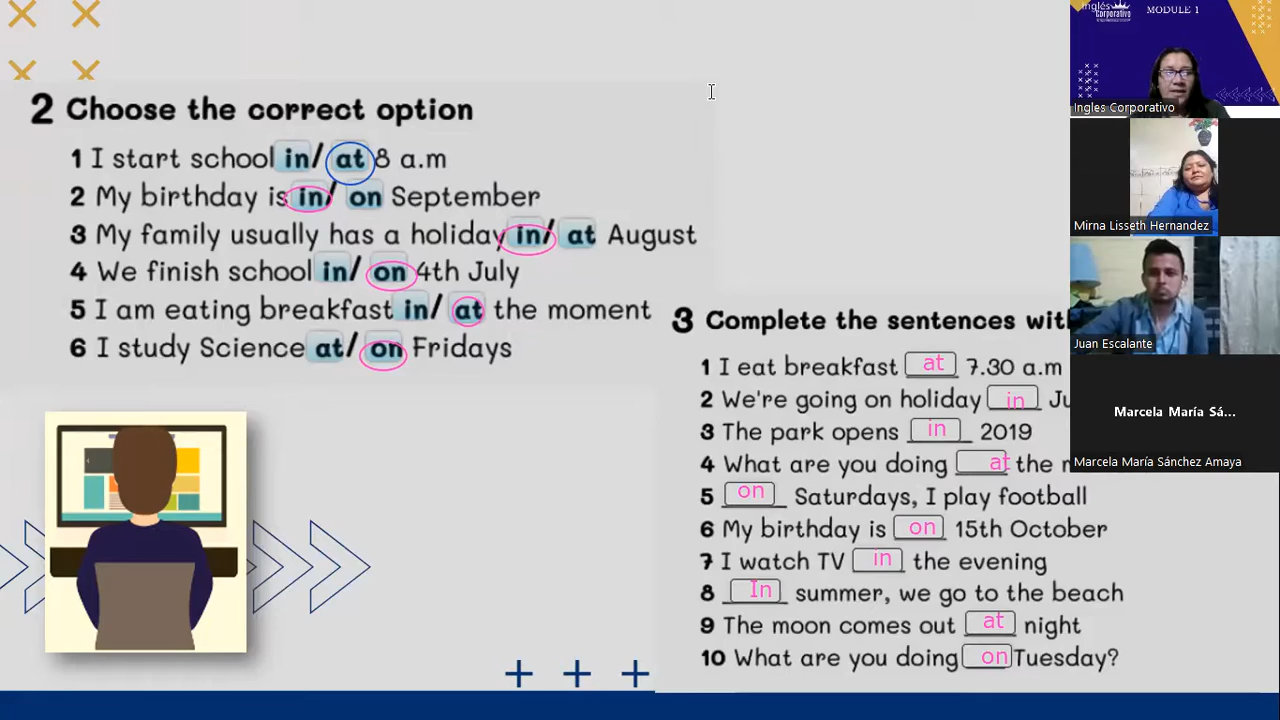 2 Choose the correct option
1 I start school in/ at 8 a.m
2 My birthday is in/ on September
3 My family usually has a holiday in/ at August
4 We finish school in/ on 4th July
5 I am eating breakfast in/ at the moment
6 I study Science at/ on Fridays
3 Complete the sentences wit
1 I eat breakfast at 7.30 a.m
2 We're going on holiday in Ju
3 The park opens in 2019
4 What are you doing at the
5 on Saturdays, I play football
6 My birthday is on 15th October
7 I watch TV in the evening
8 In summer, we go to the beach
9 The moon comes out at night
10 What are you doing on Tuesday?
Inglés
corporativo
MODULE 1
Ingles Corporativo
Mirna Lisseth Hernandez
Juan Escalante
Marcela María Sá...
Marcela María Sánchez Amaya